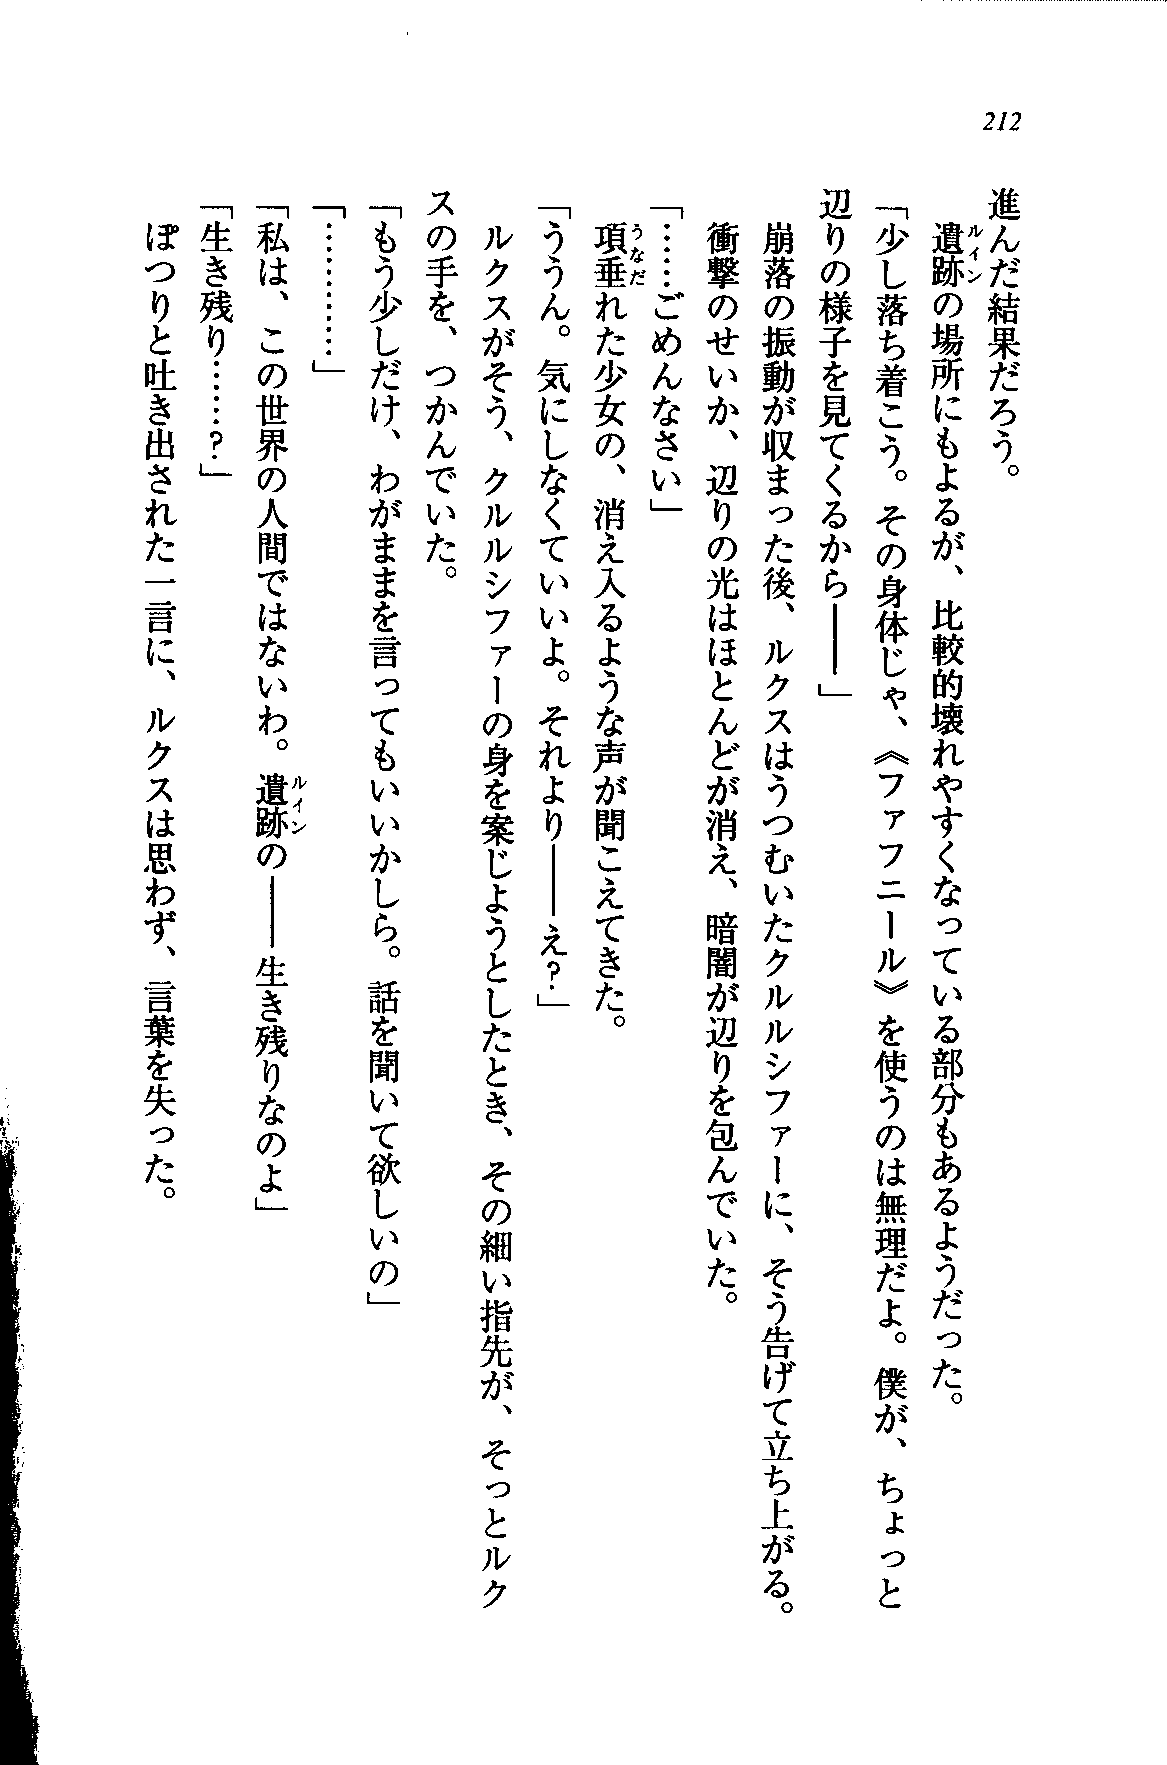 212
進んだ結果だろう。
遺跡の場所にもよるが、比較的壊れやすくなっている部分もあるようだった。
ルイン
「少し落ち着こう。その身体じゃ、《ファフニール》を使うのは無理だよ。僕が、ちょっと
辺りの様子を見てくるから――」
崩落の振動が収まった後、ルクスはうつむいたクルルシファーに、そう告げて立ち上がる。
衝撃のせいか、辺りの光はほとんどが消え、暗闇が辺りを包んでいた。
「……ごめんなさい」
項垂れた少女の、消え入るような声が聞こえてきた。
うなだ
「ううん。気にしなくていいよ。それより――え？」
ルクスがそう、クルルシファーの身を案じようとしたとき、その細い指先が、そっとルク
スの手を、つかんでいた。
「もう少しだけ、わがままを言ってもいいかしら。話を聞いて欲しいの」
「…………」
「私は、この世界の人間ではないわ。遺跡の――生き残りなのよ」
ルイン
「生き残り……？」
ぽつりと吐き出された一言に、ルクスは思わず、言葉を失った。